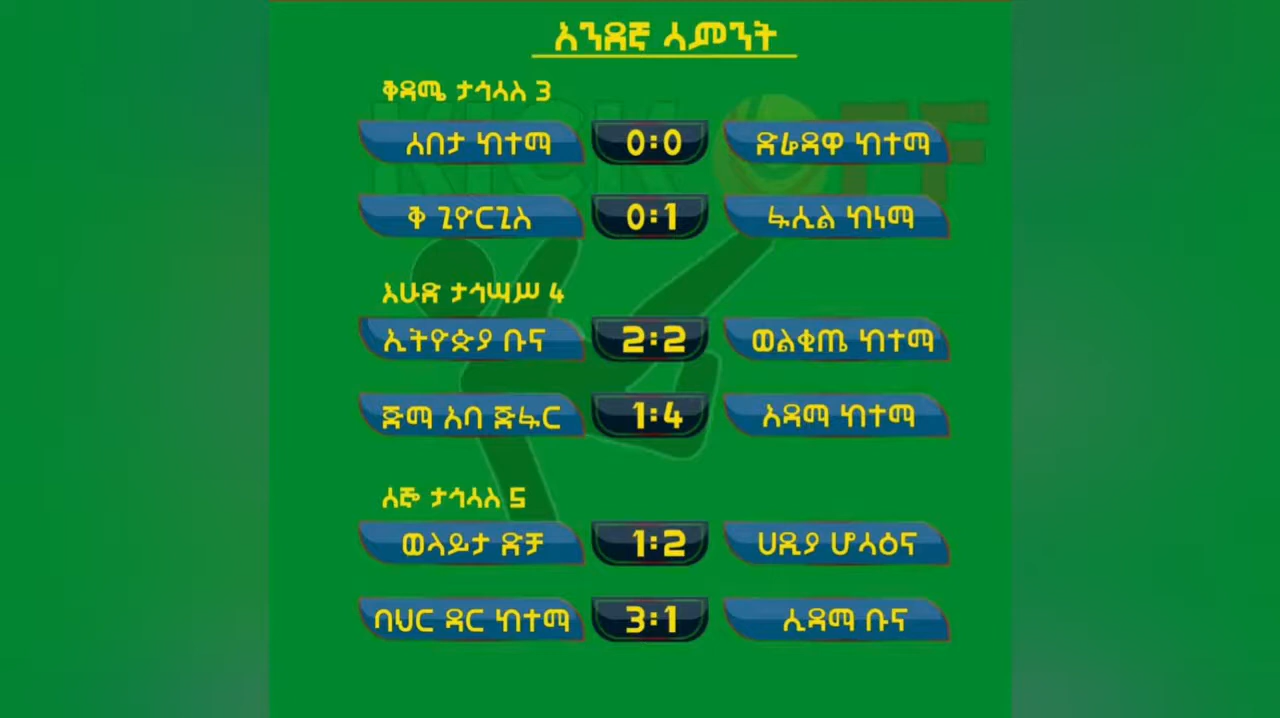 አንደኛ ሳምንት
ቅዳሜ ታኅሳስ 3
ሰበታ ከተማ 0:0 ድሬዳዋ ከተማ
ቅ ጊዮርጊስ 0:1 ፋሲል ከነማ
እሁድ ታኅሣሥ 4
ኢትዮጵያ ቡና 2:2 ወልቂጤ ከተማ
ጅማ አባ ጅፋር 1:4 አዳማ ከተማ
ሰኞ ታኅሳስ 5
ወላይታ ድቻ 1:2 ሀዲያ ሆሳዕና
ባህር ዳር ከተማ 3:1 ሲዳማ ቡና
KICK OFF